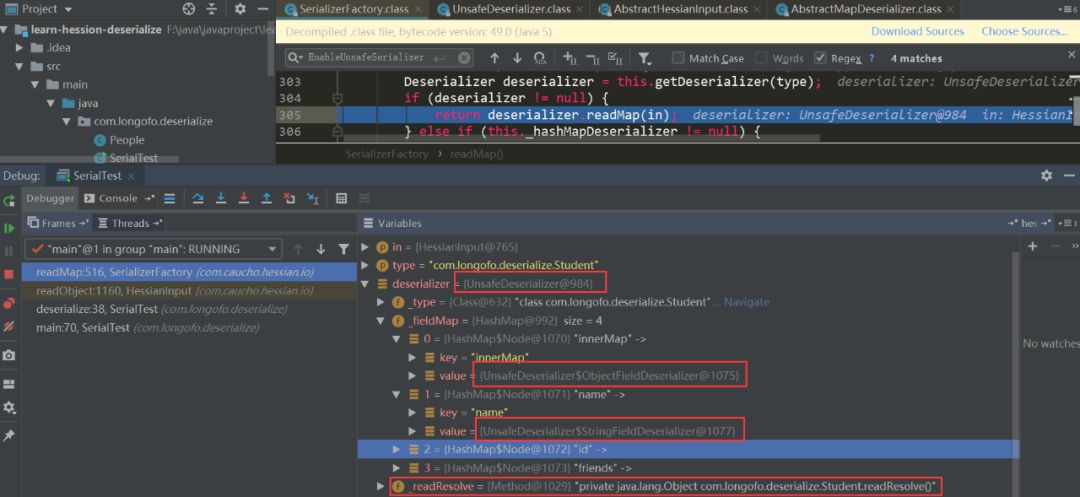 Project
SerializerFactory.class
UnsafeDeserializer.class
AbstractHessianInput.class
AbstractMapDeserializer.class
6
learn-hession-deserialize F:\java\javaproject\lea
Decompiled .class file, bytecode version: 49.0 (Java 5)
Download Sources
Choose Sources...
.idea
EnableUnsafeSerializer
Match Case
Words
Regex
?
4 matches
src
main
303 Deserializer deserializer = this.getDeserializer(type); deserializer: UnsafeDeserializer
java
304 if (deserializer != null) {
com.longofo.deserialize
305 return deserializer.readMap(in); deserializer: UnsafeDeserializer@984 in: HessianI
People
306 } else if (this._hashMapDeserializer != null) {
SerialTest
SerializerFactory
readMap()
Debug:
SerialTest
Debugger
Console
Frames
Threads
Variables
hes
3
"main"@1 in group "main": RUNNING
in = {HessianInput@765}
readMap:516, SerializerFactory (com.caucho.hessian.io)
type = "com.longofo.deserialize.Student"
readObject:1160, HessianInput (com.caucho.hessian.io)
deserializer = {UnsafeDeserializer@984}
deserialize:38, SerialTest (com.longofo.deserialize)
_type = {Class@632} "class com.longofo.deserialize.Student"... Navigate
main:70, SerialTest (com.longofo.deserialize)
_fieldMap = {HashMap@992} size = 4
0 = {HashMap$Node@1070} "innerMap" ->
No watches
key = "innerMap"
value = {UnsafeDeserializer$ObjectFieldDeserializer@1075}
1 = {HashMap$Node@1071} "name" ->
key = "name"
value = {UnsafeDeserializer$StringFieldDeserializer@1077}
2 = {HashMap$Node@1072} "id" ->
3 = {HashMap$Node@1073} "friends" ->
_readResolve = {Method@1029} "private java.lang.Object com.longofo.deserialize.Student.readResolve()"